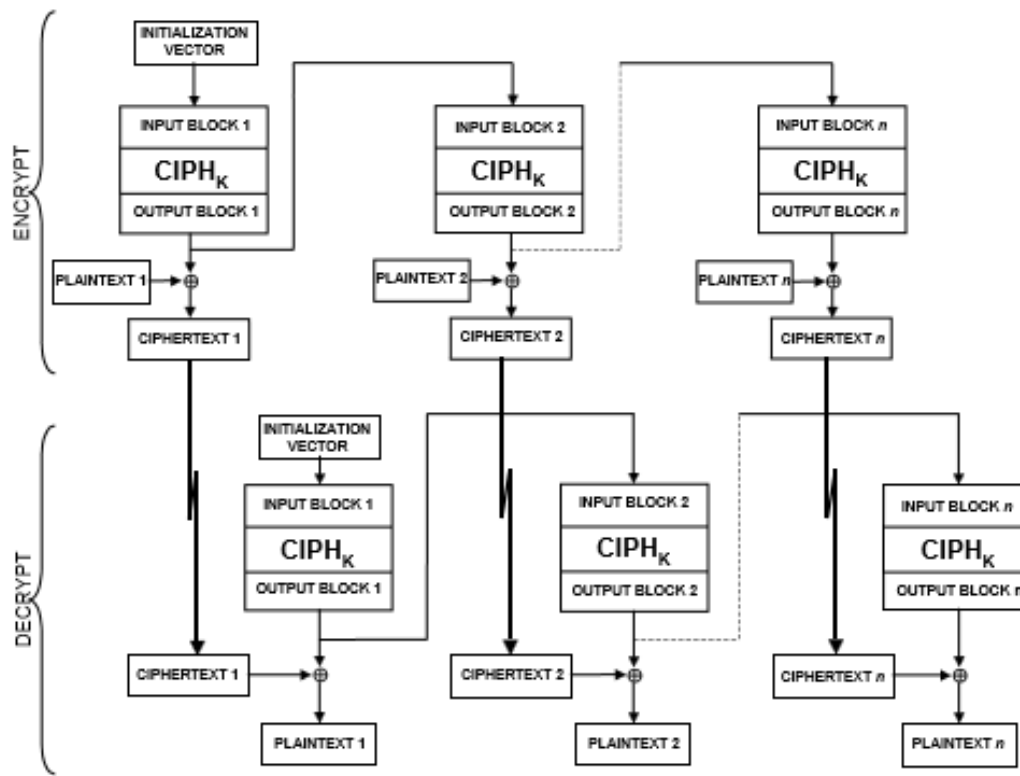 ENCRYPT
INITIALIZATION
VECTOR
INPUT BLOCK 1
INPUT BLOCK 2
INPUT BLOCK n
CIPHK
CIPHK
CIPHK
OUTPUT BLOCK 1
OUTPUT BLOCK 2
OUTPUT BLOCK n
PLAINTEXT 1
PLAINTEXT 2
PLAINTEXT n
CIPHERTEXT 1
CIPHERTEXT 2
CIPHERTEXT n
DECRYPT
INITIALIZATION
VECTOR
INPUT BLOCK 1
INPUT BLOCK 2
INPUT BLOCK n
CIPHK
CIPHK
CIPHK
OUTPUT BLOCK 1
OUTPUT BLOCK 2
OUTPUT BLOCK n
CIPHERTEXT 1
CIPHERTEXT 2
CIPHERTEXT n
PLAINTEXT 1
PLAINTEXT 2
PLAINTEXT n